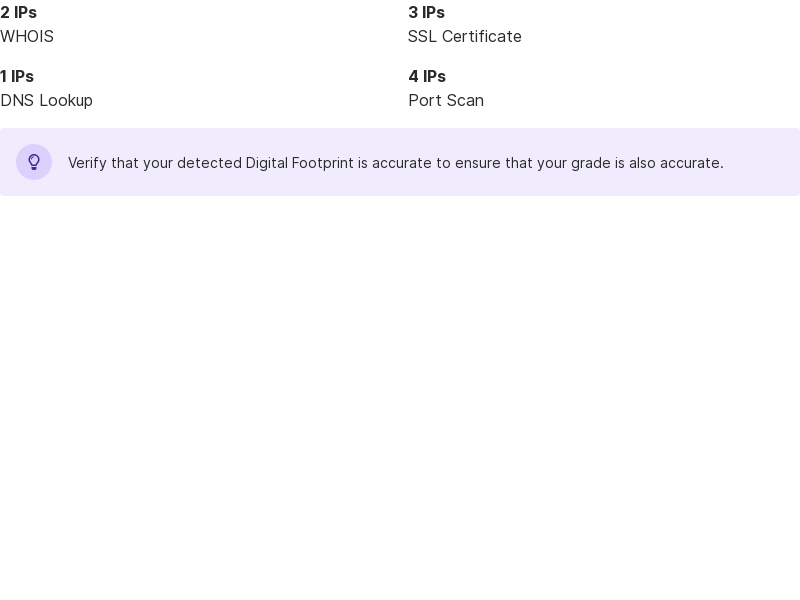 2 IPs
WHOIS
3 IPs
SSL Certificate
1 IPs
DNS Lookup
4 IPs
Port Scan
Verify that your detected Digital Footprint is accurate to ensure that your grade is also accurate.